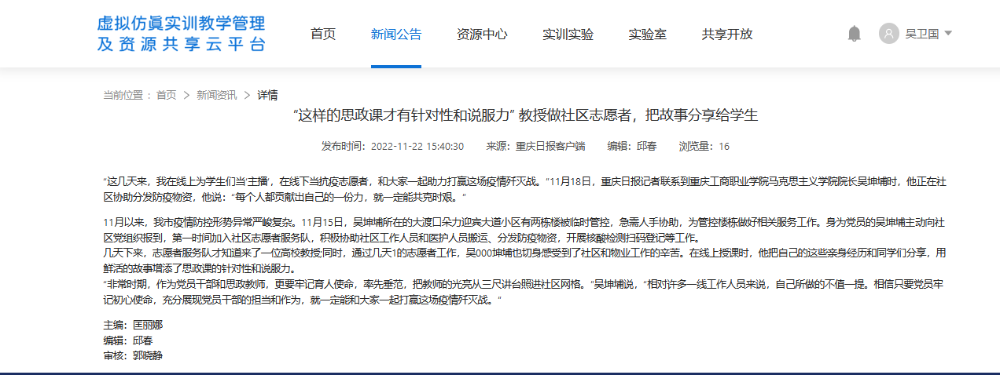 虚拟仿真实训教学管理
及资源共享云平台
首页 新闻公告 资源中心 实训实验 实验室 共享开放 吴卫国
当前位置： 首页 > 新闻资讯 > 详情
“这样的思政课才有针对性和说服力” 教授做社区志愿者，把故事分享给学生
发布时间：2022-11-22 15:40:30 来源：重庆日报客户端 编辑：邱春 浏览量：16
“这几天来，我在线上为学生们当‘主播’，在线下当抗疫志愿者，和大家一起助力打赢这场疫情歼灭战。”11月18日，重庆日报记者联系到重庆工商职业学院马克思主义学院院长吴坤埔时，他正在社
区协助分发防疫物资，他说：“每个人都贡献出自己的一份力，就一定能共克时艰。”
11月以来，我市疫情防控形势异常严峻复杂。11月15日，吴坤埔所在的大渡口朵力迎宾大道小区有两栋楼被临时管控，急需人手协助，为管控楼栋做好相关服务工作。身为党员的吴坤埔主动向社
区党组织报到，第一时间加入社区志愿者服务队，积极协助社区工作人员和医护人员搬运、分发防疫物资，开展核酸检测扫码登记等工作。
几天下来，志愿者服务队才知道来了一位高校教授;同时，通过几天1的志愿者工作，吴000坤埔也切身感受到了社区和物业工作的辛苦。在线上授课时，他把自己的这些亲身经历和同学们分享，用
鲜活的故事增添了思政课的针对性和说服力。
“非常时期，作为党员干部和思政教师，更要牢记育人使命，率先垂范，把教师的光亮从三尺讲台照进社区网格。”吴坤埔说，“相对许多一线工作人员来说，自己所做的不值一提。相信只要党员牢
记初心使命，充分展现党员干部的担当和作为，就一定能和大家一起打赢这场疫情歼灭战。”
主编：匡丽娜
编辑：邱春
审核：郭晓静